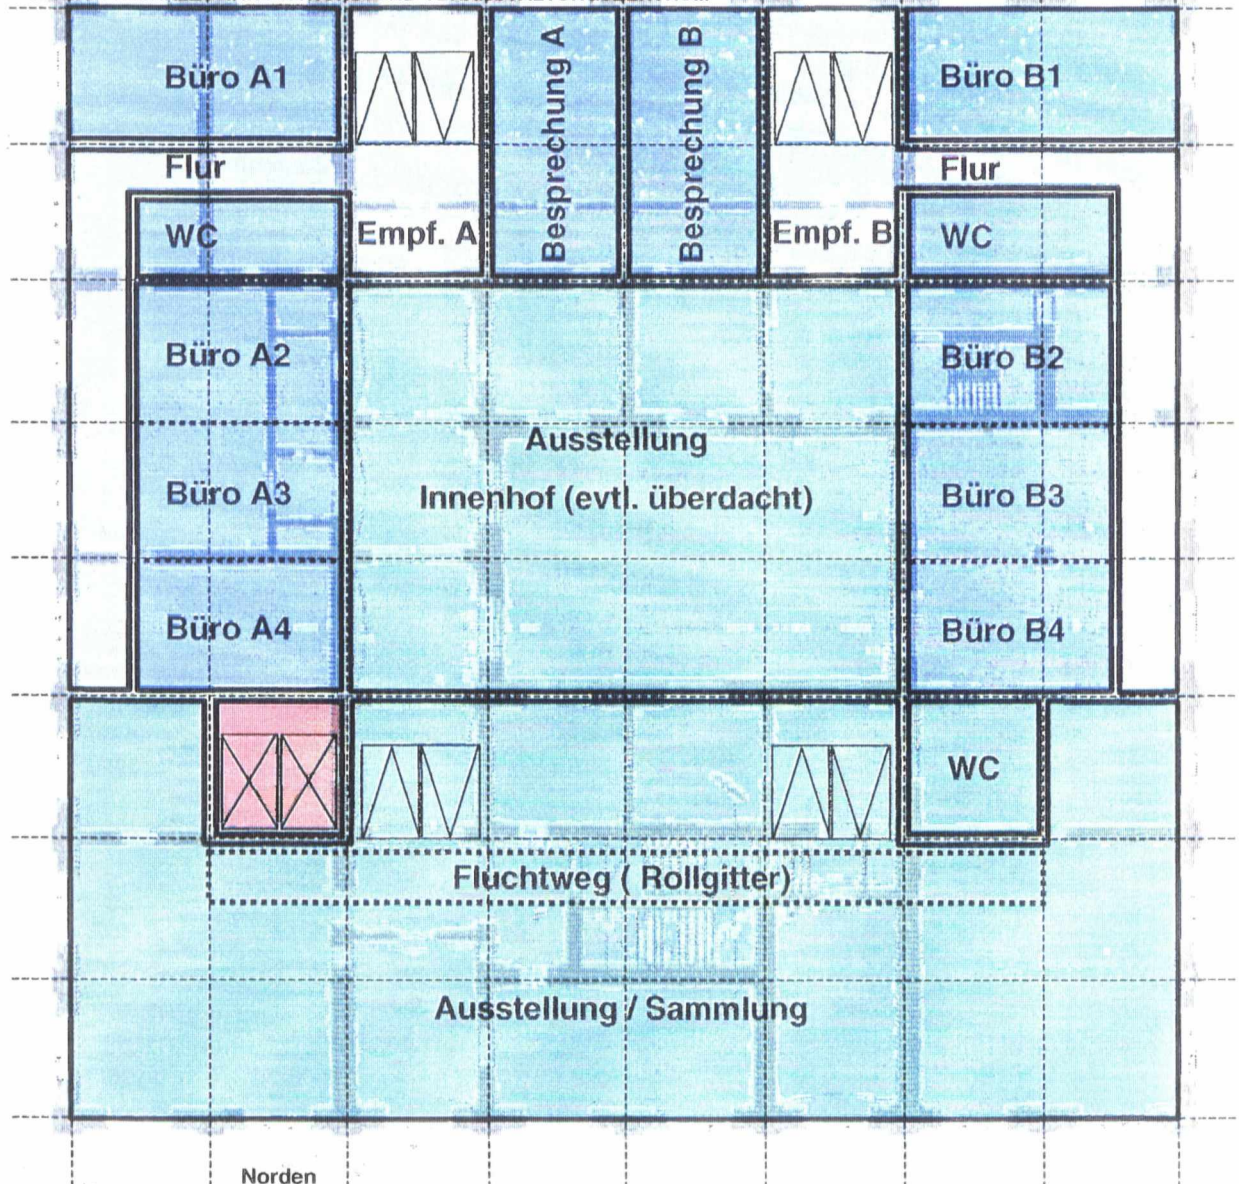 Büro A1
Besprechung A
Besprechung B
Büro B1
Flur
Flur
WC
Empf. A
Empf. B
WC
Büro A2
Büro B2
Ausstellung
Büro A3
Innenhof (evtl. überdacht)
Büro B3
Büro A4
Büro B4
WC
Fluchtweg ( Rollgitter)
Ausstellung / Sammlung
Norden